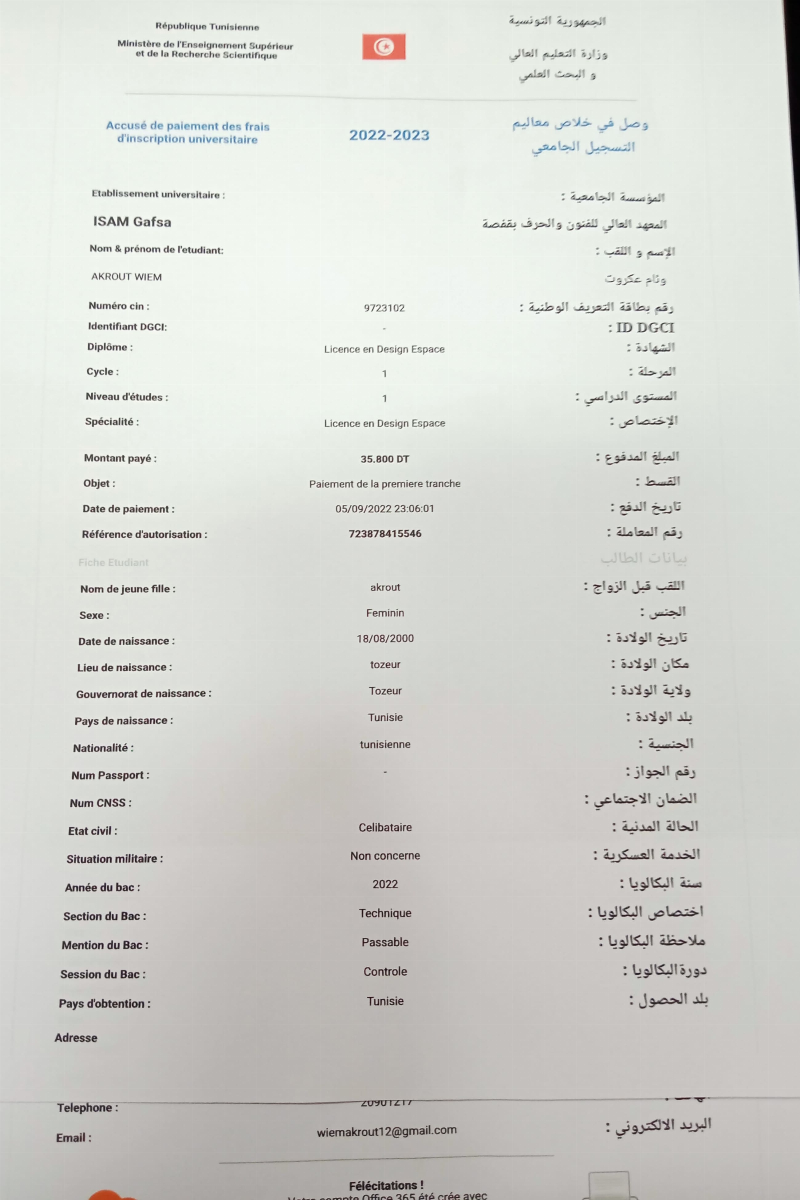 République Tunisienne
الجمهورية التونسية
Ministère de l'Enseignement Supérieur
et de la Recherche Scientifique
وزارة التعليم العالي
و البحث العلمي
Accusé de paiement des frais
d'inscription universitaire
2022-2023
وصل في خلاص معاليم
التسجيل الجامعي
Etablissement universitaire :
المؤسسة الجامعية :
ISAM Gafsa
المعهد العالي للفنون والحرف بقفصة
Nom & prénom de l'etudiant:
الإسم و اللقب :
AKROUT WIEM
وئام عكروت
Numéro cin : 9723102 رقم بطاقة التعريف الوطنية :
Identifiant DGCI: - ID DGCI :
Diplôme : Licence en Design Espace الشهادة :
Cycle : 1 المرحلة :
Niveau d'études : 1 المستوى الدراسي :
Spécialité : Licence en Design Espace الإختصاص :
Montant payé : 35.800 DT المبلغ المدفوع :
Objet : Paiement de la premiere tranche القسط :
Date de paiement : 05/09/2022 23:06:01 تاريخ الدفع :
Référence d'autorisation : 723878415546 رقم المعاملة :
Fiche Etudiant بيانات الطالب
Nom de jeune fille : akrout اللقب قبل الزواج :
Sexe : Feminin الجنس :
Date de naissance : 18/08/2000 تاريخ الولادة :
Lieu de naissance : tozeur مكان الولادة :
Gouvernorat de naissance : Tozeur ولاية الولادة :
Pays de naissance : Tunisie بلد الولادة :
Nationalité : tunisienne الجنسية :
Num Passport : - رقم الجواز :
Num CNSS : الضمان الاجتماعي :
Etat civil : Celibataire الحالة المدنية :
Situation militaire : Non concerne الخدمة العسكرية :
Année du bac : 2022 سنة البكالويا :
Section du Bac : Technique اختصاص البكالويا :
Mention du Bac : Passable ملاحظة البكالويا :
Session du Bac : Controle دورة البكالويا :
Pays d'obtention : Tunisie بلد الحصول :
Adresse
Telephone :
Email : wiemakrout12@gmail.com البريد الالكتروني :
Félécitations !
Votre compte Office 365 été crée avec